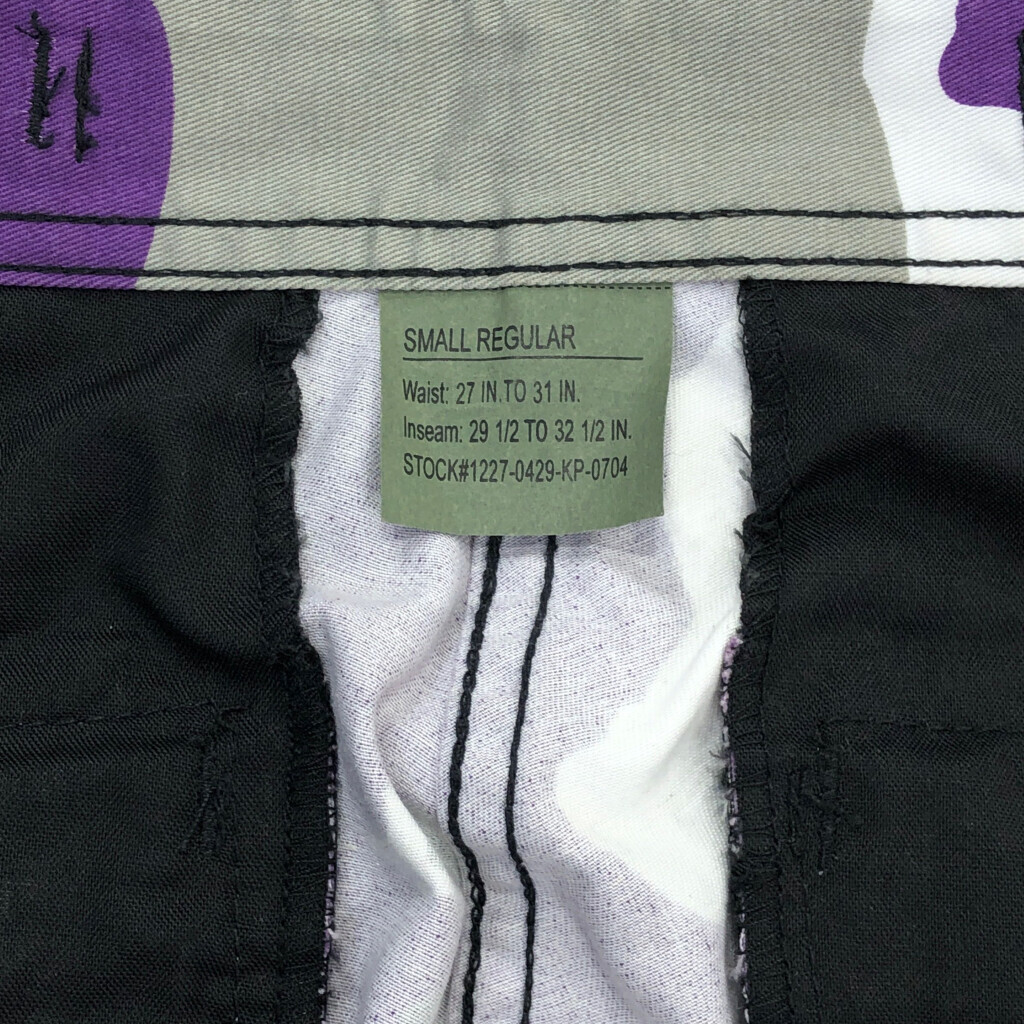 SMALL REGULAR
Waist: 27 IN.TO 31 IN.
Inseam: 29 1/2 TO 32 1/2 IN.
STOCK#1227-0429-KP-0704